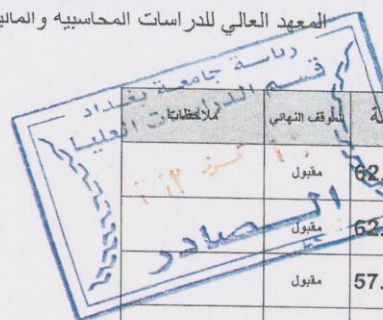 المعهد العالي للدراسات المحاسبيه والمالي
رئاسة جامعة بغداد
قسم الدراسات العليا
الصادر
الموقف النهائي ملاحظات
62. مقبول
62. مقبول
57. مقبول